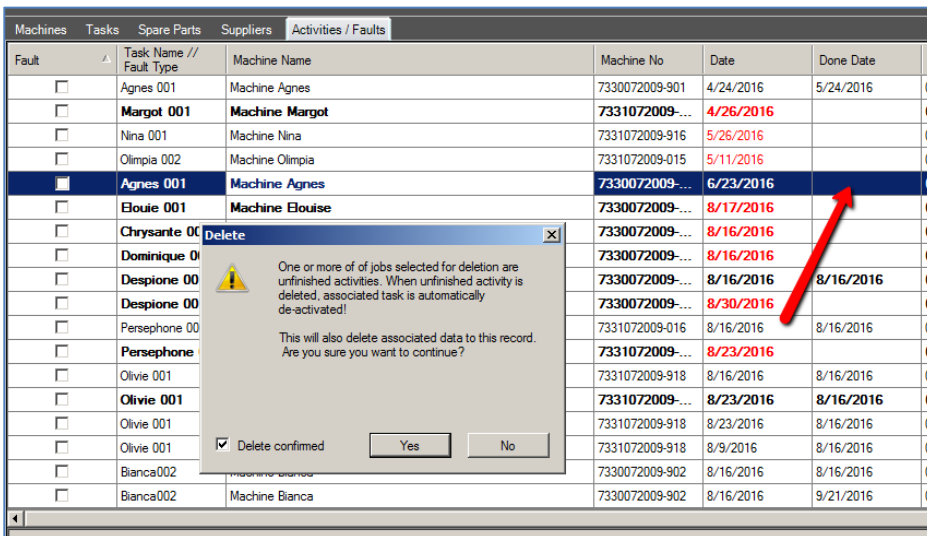 Machines Tasks Spare Parts Suppliers Activities / Faults
Fault Task Name // Fault Type Machine Name Machine No Date Done Date
Agnes 001 Machine Agnes 7330072009-901 4/24/2016 5/24/2016
Margot 001 Machine Margot 7331072009-... 4/26/2016
Nina 001 Machine Nina 7331072009-916 5/26/2016
Olimpia 002 Machine Olimpia 7331072009-015 5/11/2016
Agnes 001 Machine Agnes 7330072009-... 6/23/2016
Elouie 001 Machine Elouise 7330072009-... 8/17/2016
Chrysante 00 7330072009-... 8/16/2016
Dominique 0 7330072009-... 8/16/2016
Despione 00 7330072009-... 8/16/2016 8/16/2016
Despione 00 7330072009-... 8/30/2016
Persephone 00 7331072009-016 8/16/2016 8/16/2016
Persephone 7331072009-... 8/23/2016
Olivie 001 7331072009-918 8/16/2016 8/16/2016
Olivie 001 7331072009-... 8/23/2016 8/16/2016
Olivie 001 7331072009-918 8/23/2016 8/16/2016
Olivie 001 7331072009-918 8/9/2016 8/16/2016
Bianca002 Machine Bianca 7330072009-902 8/16/2016 8/16/2016
Bianca002 Machine Bianca 7330072009-902 8/16/2016 9/21/2016
Delete
One or more of of jobs selected for deletion are
unfinished activities. When unfinished activity is
deleted, associated task is automatically
de-activated!
This will also delete associated data to this record.
Are you sure you want to continue?
Delete confirmed Yes No